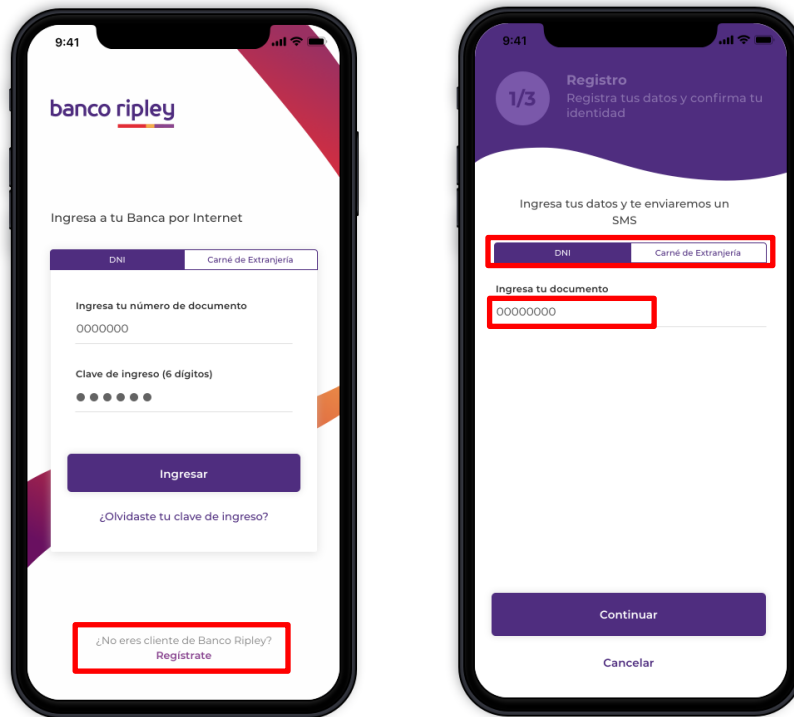 9:41
banco ripley
Ingresa a tu Banca por Internet
DNI
Carné de Extranjería
Ingresa tu número de documento
0000000
Clave de ingreso (6 dígitos)
Ingresar
¿Olvidaste tu clave de ingreso?
¿No eres cliente de Banco Ripley?
Regístrate
9:41
1/3
Registro
Registra tus datos y confirma tu
identidad
Ingresa tus datos y te enviaremos un
SMS
DNI
Carné de Extranjería
Ingresa tu documento
00000000
Continuar
Cancelar